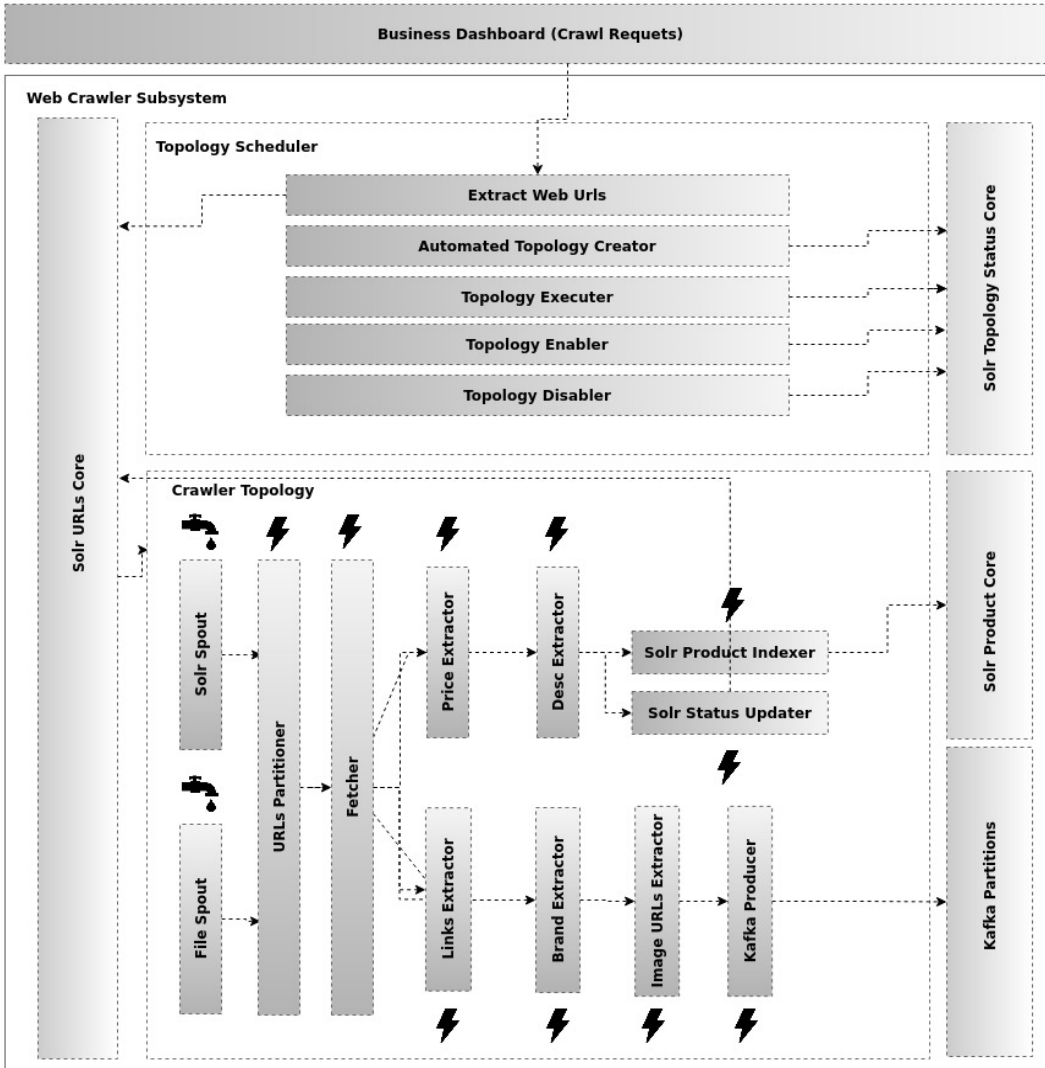 Business Dashboard (Crawl Requets)
Web Crawler Subsystem
Solr URLs Core
Topology Scheduler
Extract Web Urls
Automated Topology Creator
Topology Executer
Topology Enabler
Topology Disabler
Solr Topology Status Core
Crawler Topology
Solr Spout
File Spout
URLs Partitioner
Fetcher
Price Extractor
Desc Extractor
Solr Product Indexer
Solr Status Updater
Links Extractor
Brand Extractor
Image URLs Extractor
Kafka Producer
Solr Product Core
Kafka Partitions